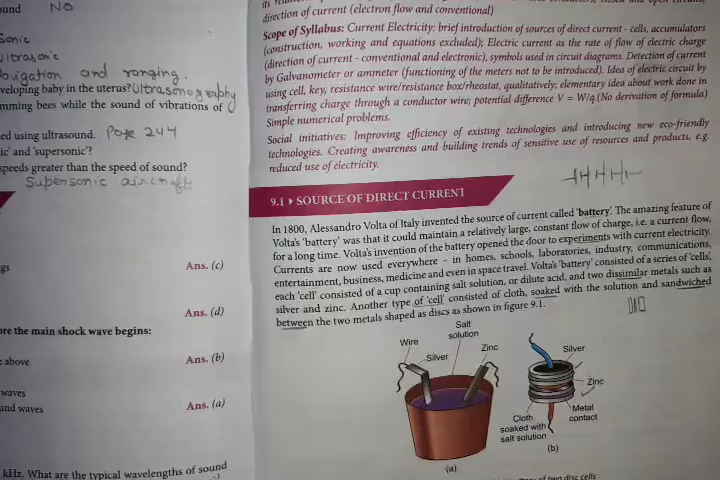 ound NO
Sonic
Ultrasonic
Navigation and ranging.
veloping baby in the uterus? Ultrasonography
mming bees while the sound of vibrations of
ed using ultrasound. Page 244
ic' and 'supersonic'?
speeds greater than the speed of sound?
Supersonic aircrafts
gs Ans. (c)
Ans. (d)
ore the main shock wave begins:
e above Ans. (b)
waves
and waves Ans. (a)
kHz. What are the typical wavelengths of sound
direction of current (electron flow and conventional)
Scope of Syllabus: Current Electricity: brief introduction of sources of direct current - cells, accumulators
(construction, working and equations excluded); Electric current as the rate of flow of electric charge
(direction of current - conventional and electronic), symbols used in circuit diagrams. Detection of current
by Galvanometer or ammeter (functioning of the meters not to be introduced). Idea of electric circuit by
using cell, key, resistance wire/resistance box/rheostat, qualitatively; elementary idea about work done in
transferring charge through a conductor wire; potential difference V = W/q.(No derivation of formula)
Simple numerical problems.
Social initiatives: Improving efficiency of existing technologies and introducing new eco-friendly
technologies. Creating awareness and building trends of sensitive use of resources and products, e.g.
reduced use of electricity.
9.1 SOURCE OF DIRECT CURRENT
In 1800, Alessandro Volta of Italy invented the source of current called 'battery'. The amazing feature of
Volta's 'battery' was that it could maintain a relatively large, constant flow of charge, i.e. a current flow,
for a long time. Volta's invention of the battery opened the door to experiments with current electricity.
Currents are now used everywhere – in homes, schools, laboratories, industry, communications,
entertainment, business, medicine and even in space travel. Volta's 'battery' consisted of a series of 'cells',
each 'cell' consisted of a cup containing salt solution, or dilute acid, and two dissimilar metals such as
silver and zinc. Another type of 'cell' consisted of cloth, soaked with the solution and sandwiched
between the two metals shaped as discs as shown in figure 9.1.
Wire
Salt
solution
Silver
Zinc
(a)
Silver
Zinc
Metal
contact
Cloth
soaked with
salt solution
(b)
of two disc cells